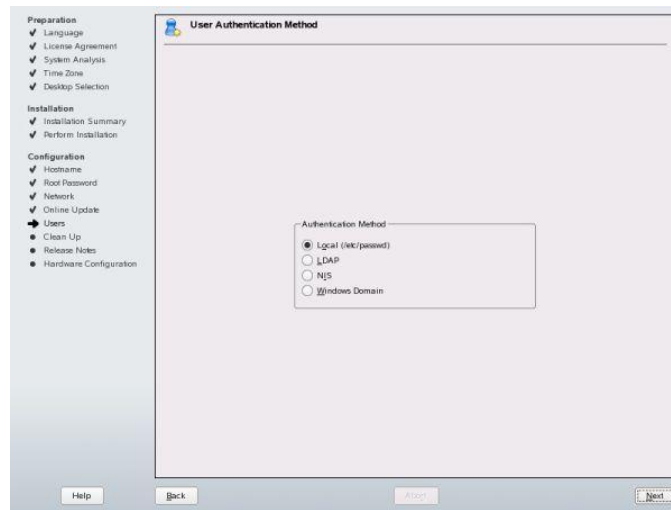 Preparation
Language
License Agreement
System Analysis
Time Zone
Desktop Selection
Installation
Installation Summary
Perform Installation
Configuration
Hostname
Root Password
Network
Online Update
Users
Clean Up
Release Notes
Hardware Configuration
User Authentication Method
Authentication Method
Local (/etc/passwd)
LDAP
NIS
Windows Domain
Help
Back
Abort
Next